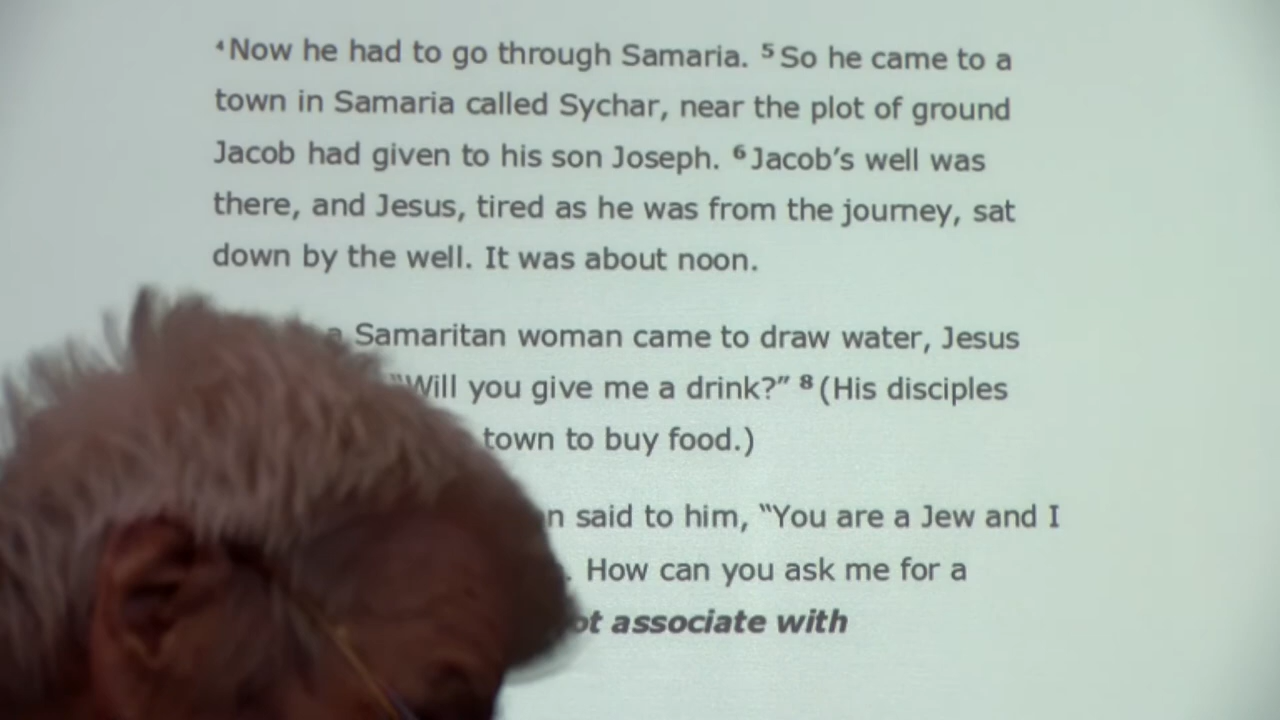 ⁴Now he had to go through Samaria. ⁵So he came to a
town in Samaria called Sychar, near the plot of ground
Jacob had given to his son Joseph. ⁶Jacob’s well was
there, and Jesus, tired as he was from the journey, sat
down by the well. It was about noon.
a Samaritan woman came to draw water, Jesus
“Will you give me a drink?” ⁸(His disciples
town to buy food.)
said to him, “You are a Jew and I
. How can you ask me for a
associate with